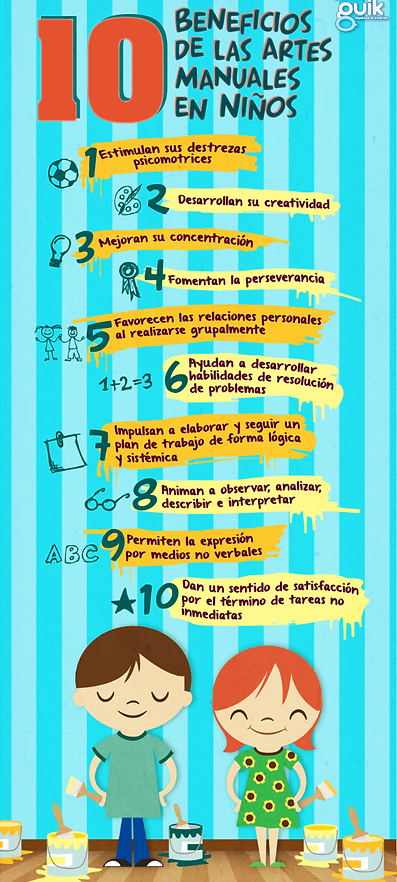 guik
10
BENEFICIOS
DE LAS ARTES
MANUALES
EN NIÑOS
1 Estimulan sus destrezas
psicomotrices
2 Desarrollan su creatividad
3 Mejoran su concentración
4 Fomentan la perseverancia
5 Favorecen las relaciones personales
al realizarse grupalmente
1+2=3
6 Ayudan a desarrollar
habilidades de resolución
de problemas
7 Impulsan a elaborar y seguir un
plan de trabajo de forma lógica
y sistémica
8 Animan a observar, analizar,
describir e interpretar
ABC
9 Permiten la expresión
por medios no verbales
10 Dan un sentido de satisfacción
por el término de tareas no
inmediatas